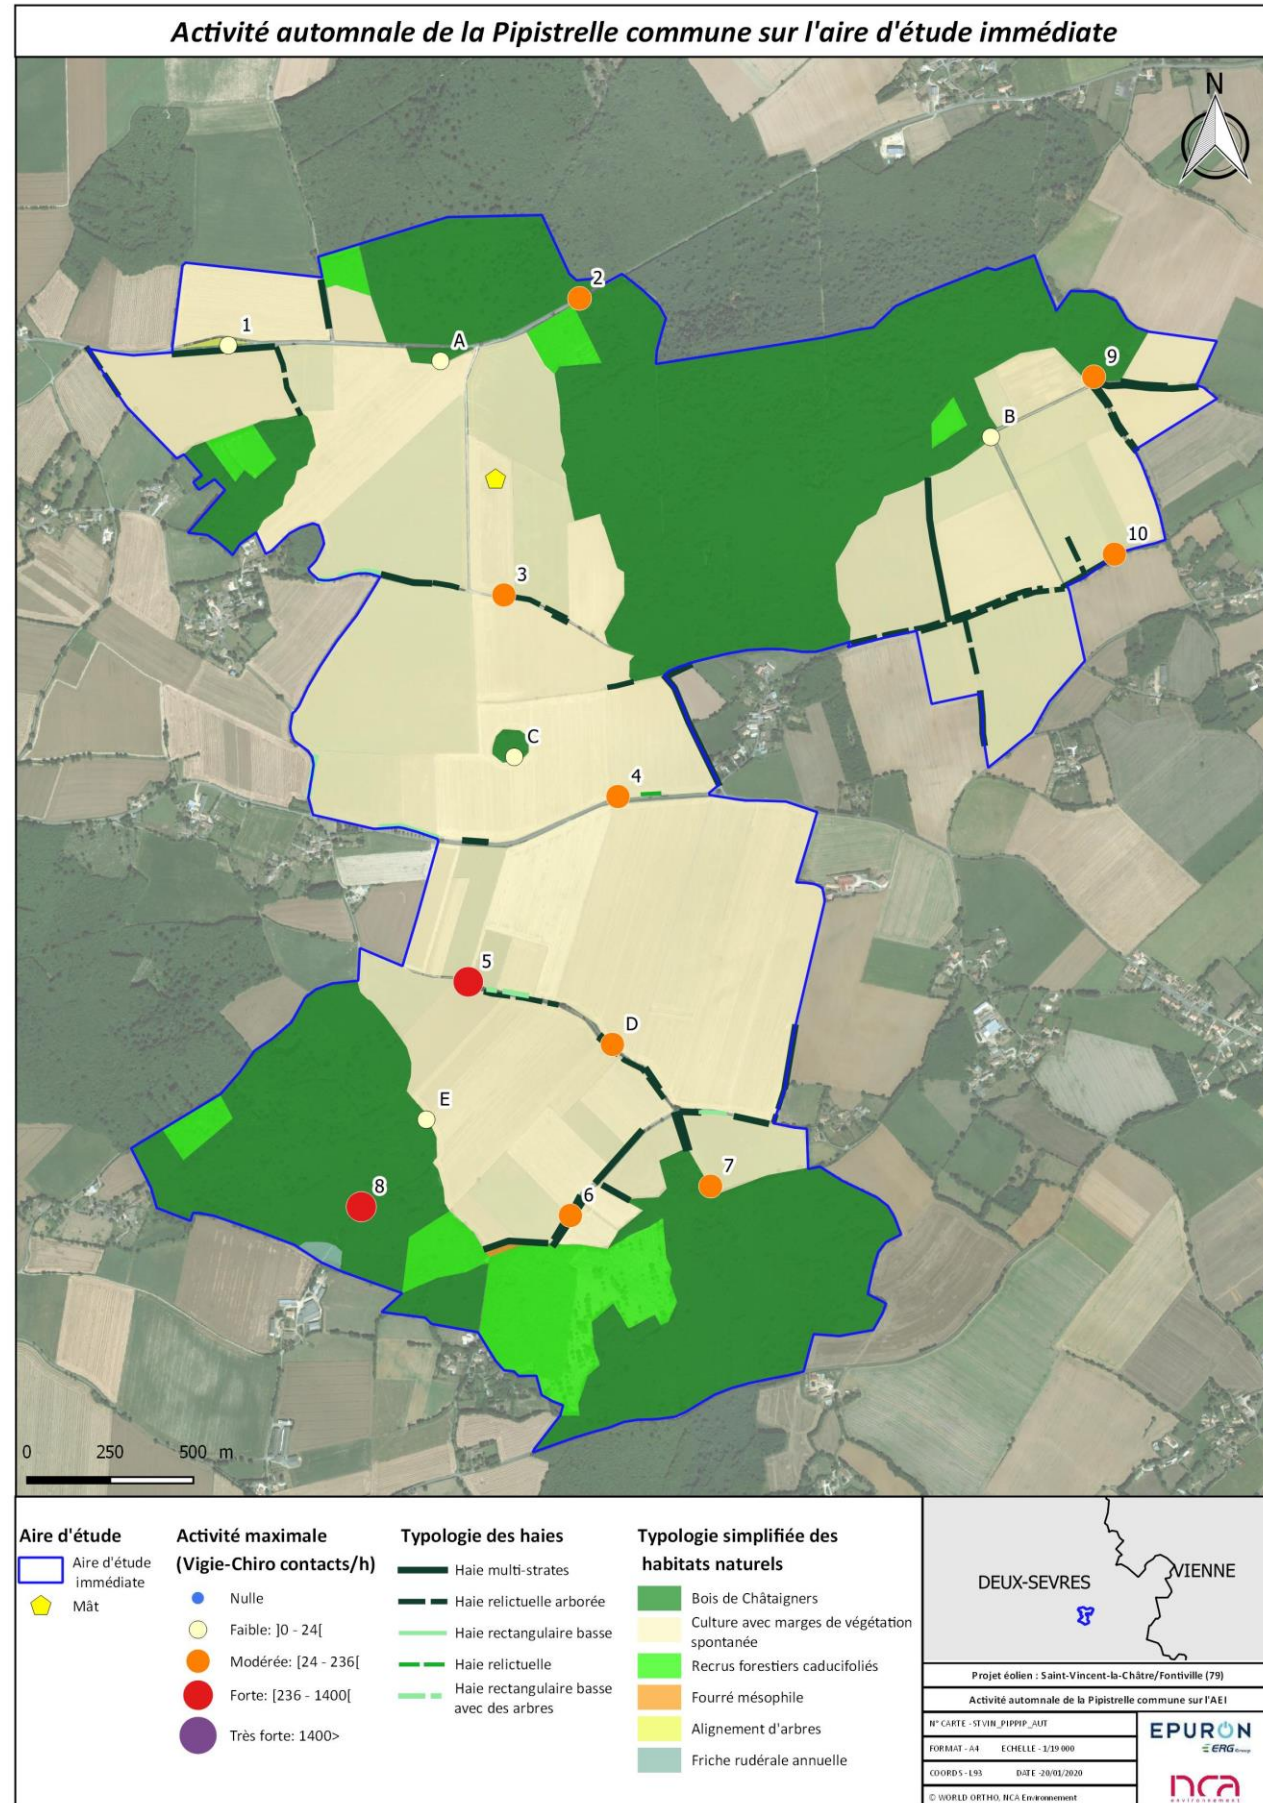 Activité automnale de la Pipistrelle commune sur l'aire d'étude immédiate
N
2
1
A
9
B
10
3
C
4
5
D
E
7
8
6
0 250 500 m
Aire d'étude
Aire d'étude
immédiate
Mât
Activité maximale
(Vigie-Chiro contacts/h)
Nulle
Faible: ]0 - 24[
Modérée: [24 - 236[
Forte: [236 - 1400[
Très forte: 1400>
Typologie des haies
Haie multi-strates
Haie relictuelle arborée
Haie rectangulaire basse
Haie relictuelle
Haie rectangulaire basse
avec des arbres
Typologie simplifiée des
habitats naturels
Bois de Châtaigners
Culture avec marges de végétation
spontanée
Recrus forestiers caducifoliés
Fourré mésophile
Alignement d'arbres
Friche rudérale annuelle
DEUX-SEVRES
VIENNE
Projet éolien : Saint-Vincent-la-Châtre/Fontiville (79)
Activité automnale de la Pipistrelle commune sur l'AEI
N° CARTE - STVIN_PIPPIP_AUT
FORMAT - A4 ECHELLE - 1/19 000
COORDS - L93 DATE -20/01/2020
© WORLD ORTHO, NCA Environnement
EPURON
ERG Group
nca
environnement